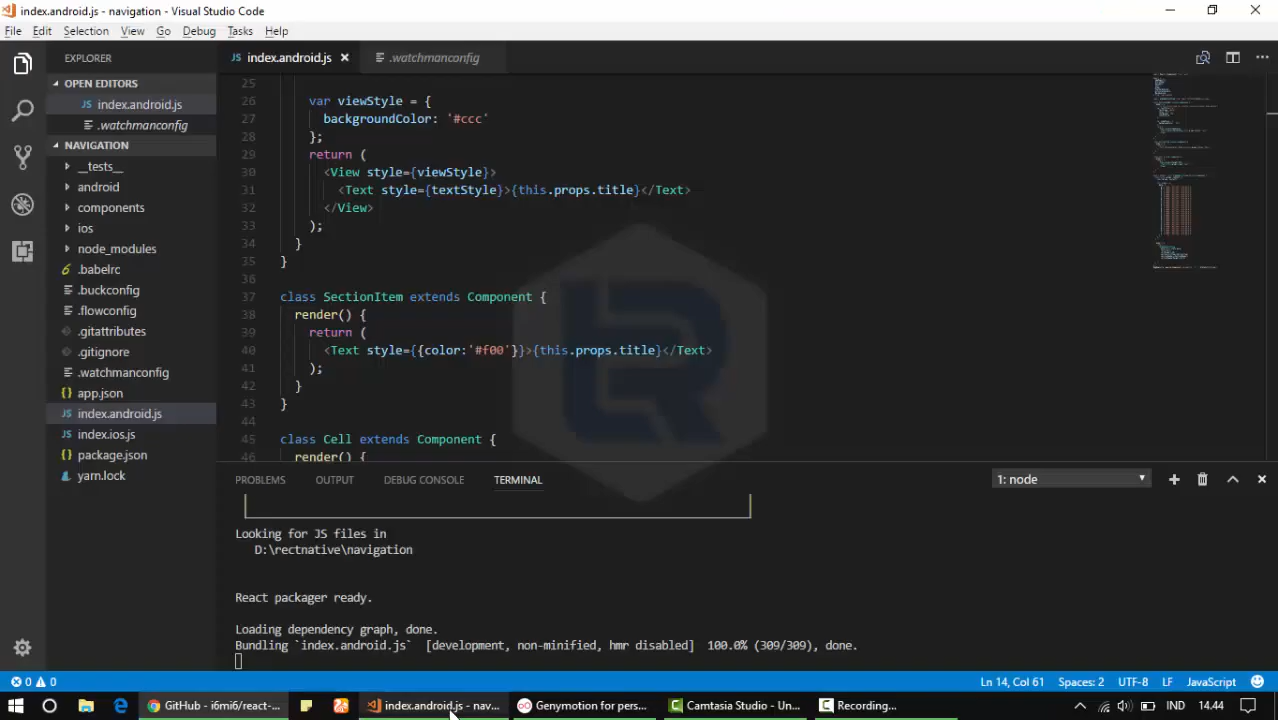 index.android.js - navigation - Visual Studio Code
File Edit Selection View Go Debug Tasks Help
EXPLORER
OPEN EDITORS
JS index.android.js
.watchmanconfig
NAVIGATION
__tests__
android
components
ios
node_modules
.babelrc
.buckconfig
.flowconfig
.gitattributes
.gitignore
.watchmanconfig
{} app.json
JS index.android.js
JS index.ios.js
{} package.json
yarn.lock
JS index.android.js
.watchmanconfig
25
26 var viewStyle = {
27 backgroundColor: '#ccc'
28 };
29 return (
30 <View style={viewStyle}>
31 <Text style={textStyle}>{this.props.title}</Text>
32 </View>
33 );
34 }
35 }
36
37 class SectionItem extends Component {
38 render() {
39 return (
40 <Text style={{color:'#f00'}}>{this.props.title}</Text>
41 );
42 }
43 }
44
45 class Cell extends Component {
46 render() {
PROBLEMS OUTPUT DEBUG CONSOLE TERMINAL 1: node
Looking for JS files in
D:\rectnative\navigation
React packager ready.
Loading dependency graph, done.
Bundling `index.android.js` [development, non-minified, hmr disabled] 100.0% (309/309), done.
0 0 Ln 14, Col 61 Spaces: 2 UTF-8 LF JavaScript
GitHub - i6mi6/react-... index.android.js - nav... Genymotion for pers... Camtasia Studio - Un... Recording... IND 14.44